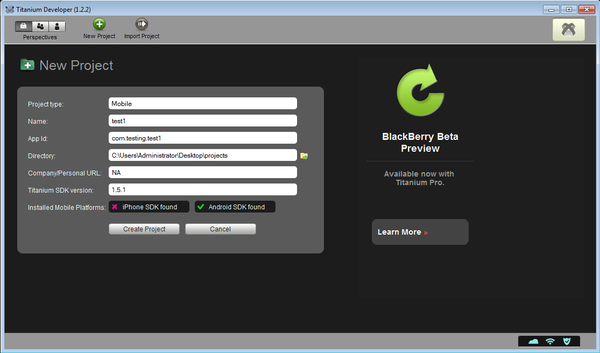 Titanium Developer (1.2.2)
Perspectives
New Project
Import Project
New Project
Project type:
Mobile
Name:
test1
App Id:
com.testing.test1
Directory:
C:\Users\Administrator\Desktop\projects
Company/Personal URL:
NA
Titanium SDK version:
1.5.1
Installed Mobile Platforms:
iPhone SDK found
Android SDK found
Create Project
Cancel
BlackBerry Beta
Preview
Available now with
Titanium Pro.
Learn More »